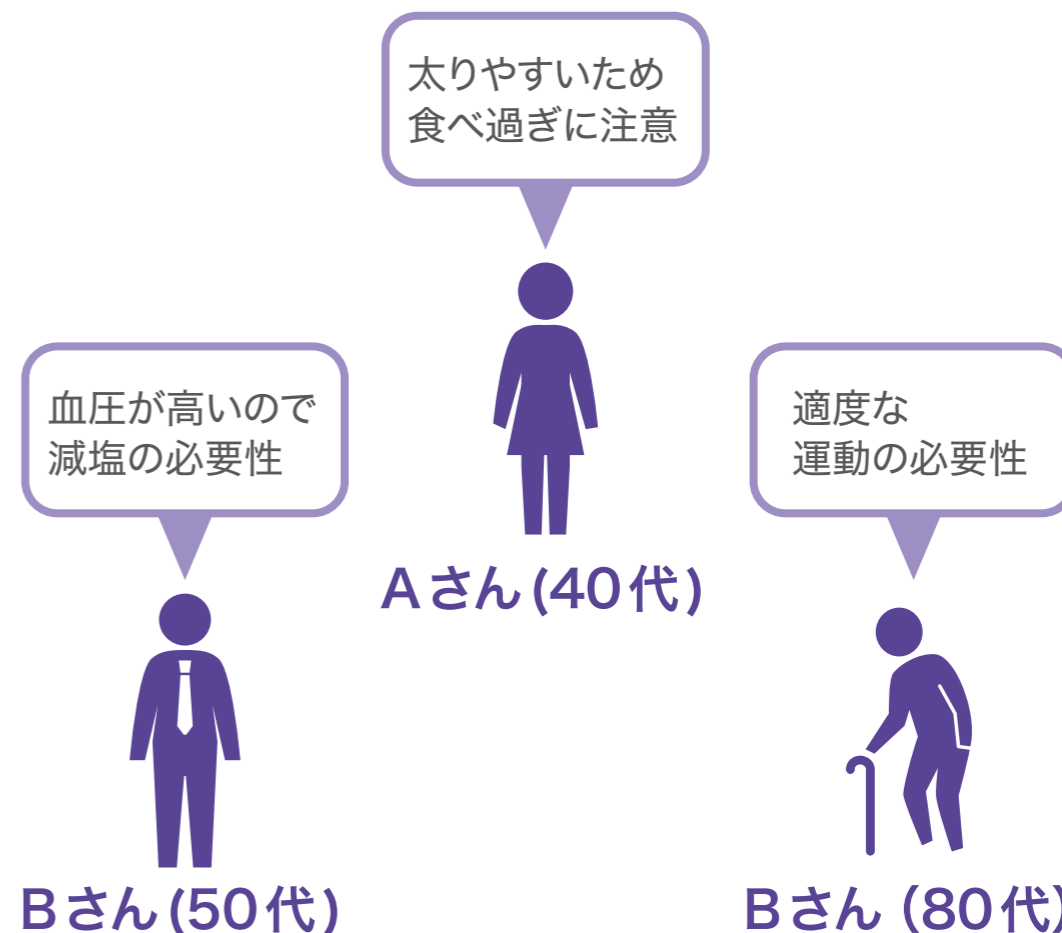 太りやすいため
食べ過ぎに注意
Aさん(40代)
血圧が高いので
減塩の必要性
Bさん(50代)
適度な
運動の必要性
Bさん（80代）